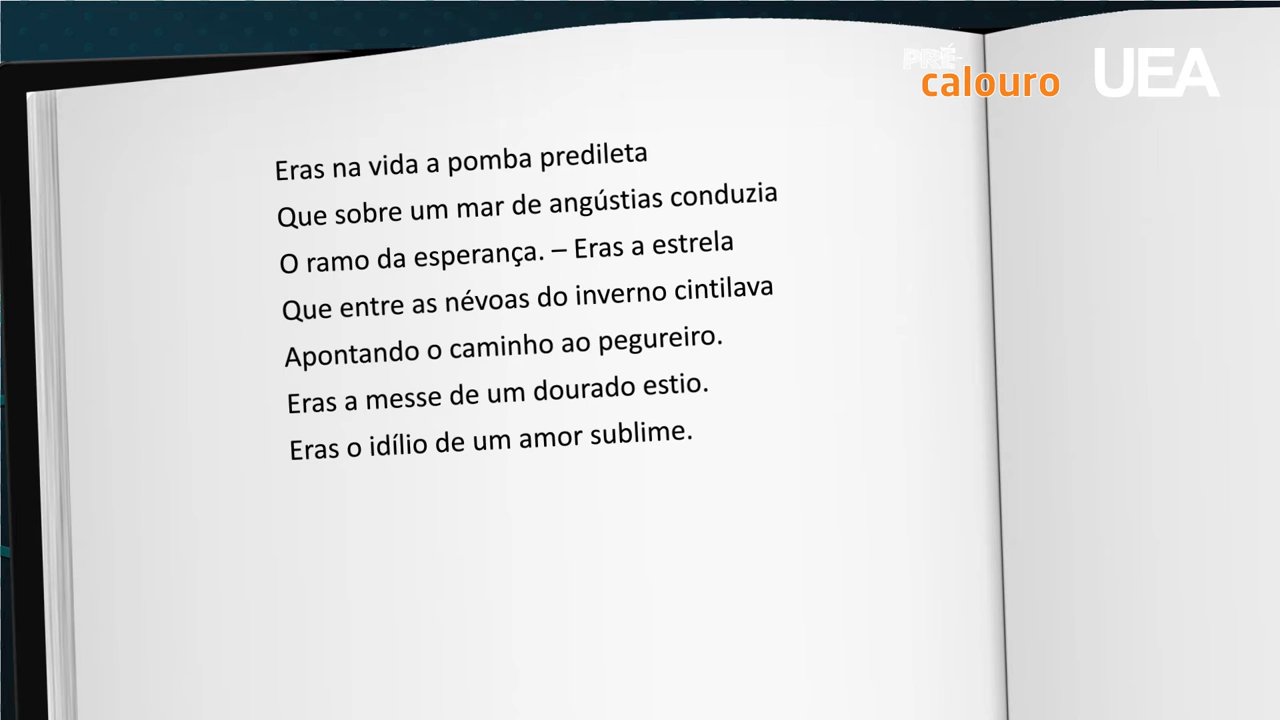 PRÉ-
calouro UEA
Eras na vida a pomba predileta
Que sobre um mar de angústias conduzia
O ramo da esperança. – Eras a estrela
Que entre as névoas do inverno cintilava
Apontando o caminho ao pegureiro.
Eras a messe de um dourado estio.
Eras o idílio de um amor sublime.